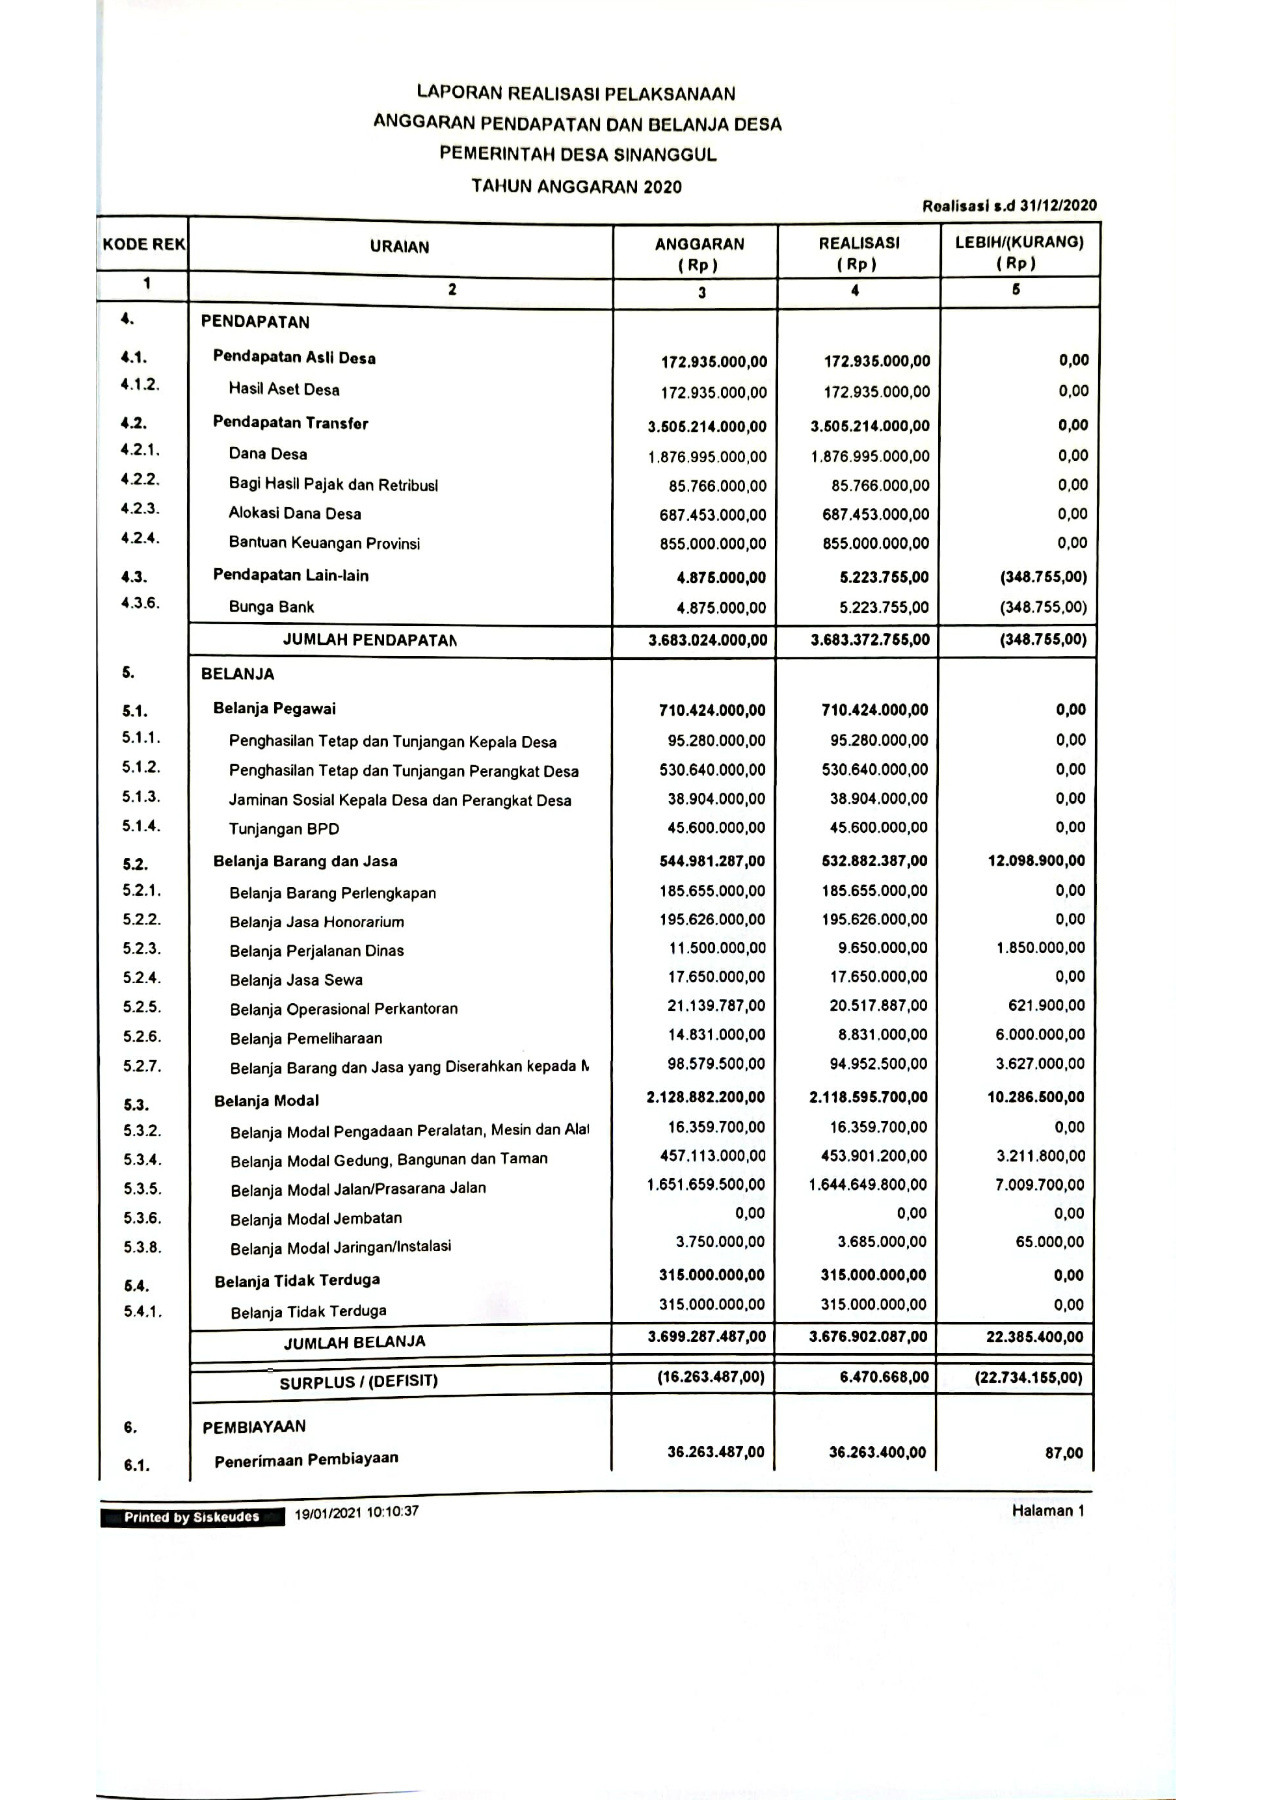 LAPORAN REALISASI PELAKSANAAN
ANGGARAN PENDAPATAN DAN BELANJA DESA
PEMERINTAH DESA SINANGGUL
TAHUN ANGGARAN 2020
Realisasi s.d 31/12/2020
KODE REK URAIAN ANGGARAN REALISASI LEBIH/(KURANG)
( Rp ) ( Rp ) ( Rp )
1 2 3 4 5
4. PENDAPATAN
4.1. Pendapatan Asli Desa 172.935.000,00 172.935.000,00 0,00
4.1.2. Hasil Aset Desa 172.935.000,00 172.935.000,00 0,00
4.2. Pendapatan Transfer 3.505.214.000,00 3.505.214.000,00 0,00
4.2.1. Dana Desa 1.876.995.000,00 1.876.995.000,00 0,00
4.2.2. Bagi Hasil Pajak dan Retribusi 85.766.000,00 85.766.000,00 0,00
4.2.3. Alokasi Dana Desa 687.453.000,00 687.453.000,00 0,00
4.2.4. Bantuan Keuangan Provinsi 855.000.000,00 855.000.000,00 0,00
4.3. Pendapatan Lain-lain 4.875.000,00 5.223.755,00 (348.755,00)
4.3.6. Bunga Bank 4.875.000,00 5.223.755,00 (348.755,00)
JUMLAH PENDAPATAN 3.683.024.000,00 3.683.372.755,00 (348.755,00)
5. BELANJA
5.1. Belanja Pegawai 710.424.000,00 710.424.000,00 0,00
5.1.1. Penghasilan Tetap dan Tunjangan Kepala Desa 95.280.000,00 95.280.000,00 0,00
5.1.2. Penghasilan Tetap dan Tunjangan Perangkat Desa 530.640.000,00 530.640.000,00 0,00
5.1.3. Jaminan Sosial Kepala Desa dan Perangkat Desa 38.904.000,00 38.904.000,00 0,00
5.1.4. Tunjangan BPD 45.600.000,00 45.600.000,00 0,00
5.2. Belanja Barang dan Jasa 544.981.287,00 532.882.387,00 12.098.900,00
5.2.1. Belanja Barang Perlengkapan 185.655.000,00 185.655.000,00 0,00
5.2.2. Belanja Jasa Honorarium 195.626.000,00 195.626.000,00 0,00
5.2.3. Belanja Perjalanan Dinas 11.500.000,00 9.650.000,00 1.850.000,00
5.2.4. Belanja Jasa Sewa 17.650.000,00 17.650.000,00 0,00
5.2.5. Belanja Operasional Perkantoran 21.139.787,00 20.517.887,00 621.900,00
5.2.6. Belanja Pemeliharaan 14.831.000,00 8.831.000,00 6.000.000,00
5.2.7. Belanja Barang dan Jasa yang Diserahkan kepada 98.579.500,00 94.952.500,00 3.627.000,00
5.3. Belanja Modal 2.128.882.200,00 2.118.595.700,00 10.286.500,00
5.3.2. Belanja Modal Pengadaan Peralatan, Mesin dan Alat 16.359.700,00 16.359.700,00 0,00
5.3.4. Belanja Modal Gedung, Bangunan dan Taman 457.113.000,00 453.901.200,00 3.211.800,00
5.3.5. Belanja Modal Jalan/Prasarana Jalan 1.651.659.500,00 1.644.649.800,00 7.009.700,00
5.3.6. Belanja Modal Jembatan 0,00 0,00 0,00
5.3.8. Belanja Modal Jaringan/Instalasi 3.750.000,00 3.685.000,00 65.000,00
5.4. Belanja Tidak Terduga 315.000.000,00 315.000.000,00 0,00
5.4.1. Belanja Tidak Terduga 315.000.000,00 315.000.000,00 0,00
JUMLAH BELANJA 3.699.287.487,00 3.676.902.087,00 22.385.400,00
SURPLUS / (DEFISIT) (16.263.487,00) 6.470.668,00 (22.734.155,00)
6. PEMBIAYAAN
6.1. Penerimaan Pembiayaan 36.263.487,00 36.263.400,00 87,00
Printed by Siskeudes 19/01/2021 10:10:37 Halaman 1